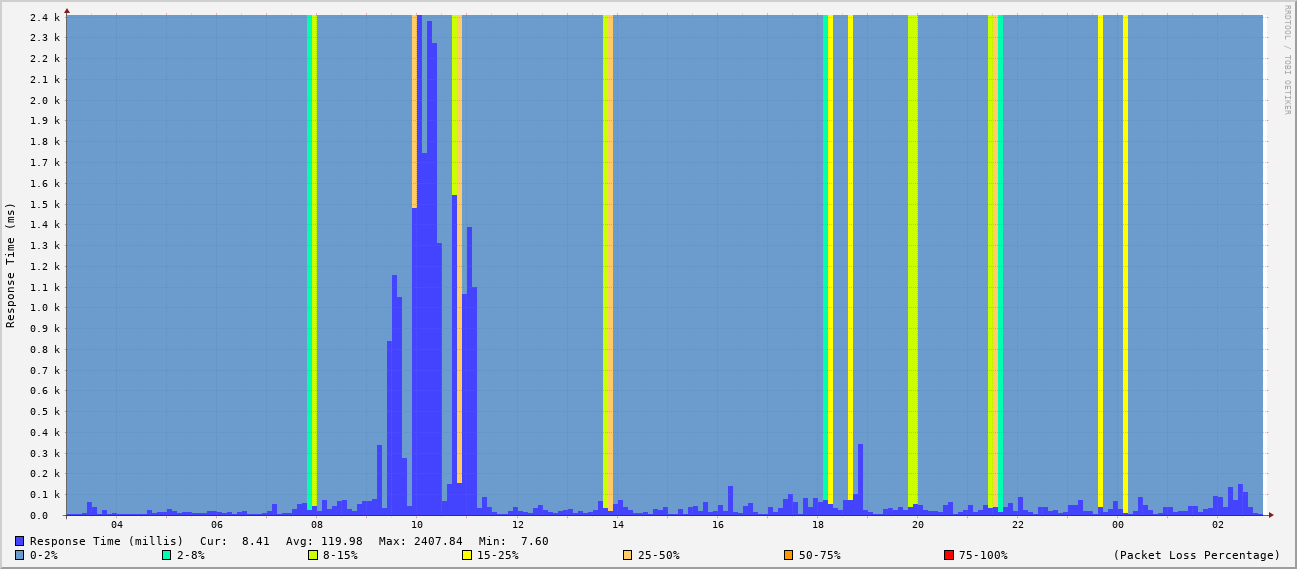 RRDTOOL / TOBI OETIKER
Response Time (ms)
2.4 k
2.3 k
2.2 k
2.1 k
2.0 k
1.9 k
1.8 k
1.7 k
1.6 k
1.5 k
1.4 k
1.3 k
1.2 k
1.1 k
1.0 k
0.9 k
0.8 k
0.7 k
0.6 k
0.5 k
0.4 k
0.3 k
0.2 k
0.1 k
0.0
04 06 08 10 12 14 16 18 20 22 00 02
Response Time (millis) Cur: 8.41 Avg: 119.98 Max: 2407.84 Min: 7.60
0-2% 2-8% 8-15% 15-25% 25-50% 50-75% 75-100% (Packet Loss Percentage)